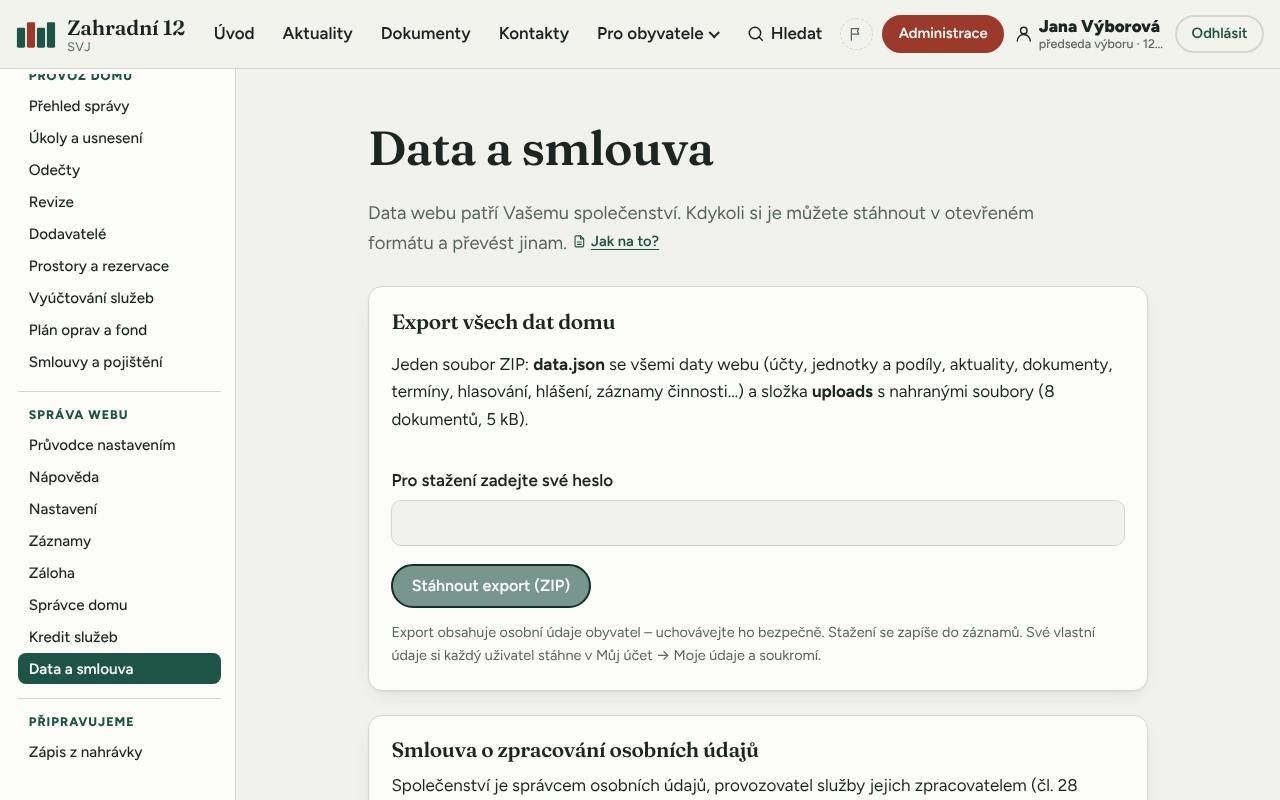 Zahradní 12
SVJ
Úvod
Aktuality
Dokumenty
Kontakty
Pro obyvatele
Hledat
Administrace
Jana Výborová
předseda výboru · 12…
Odhlásit
PROVOZ DOMU
Přehled správy
Úkoly a usnesení
Odečty
Revize
Dodavatelé
Prostory a rezervace
Vyúčtování služeb
Plán oprav a fond
Smlouvy a pojištění
SPRÁVA WEBU
Průvodce nastavením
Nápověda
Nastavení
Záznamy
Záloha
Správce domu
Kredit služeb
Data a smlouva
PŘIPRAVUJEME
Zápis z nahrávky
Data a smlouva
Data webu patří Vašemu společenství. Kdykoli si je můžete stáhnout v otevřeném
formátu a převést jinam. Jak na to?
Export všech dat domu
Jeden soubor ZIP: data.json se všemi daty webu (účty, jednotky a podíly, aktuality, dokumenty,
termíny, hlasování, hlášení, záznamy činnosti…) a složka uploads s nahranými soubory (8
dokumentů, 5 kB).
Pro stažení zadejte své heslo
Stáhnout export (ZIP)
Export obsahuje osobní údaje obyvatel – uchovávejte ho bezpečně. Stažení se zapíše do záznamů. Své vlastní
údaje si každý uživatel stáhne v Můj účet → Moje údaje a soukromí.
Smlouva o zpracování osobních údajů
Společenství je správcem osobních údajů, provozovatel služby jejich zpracovatelem (čl. 28